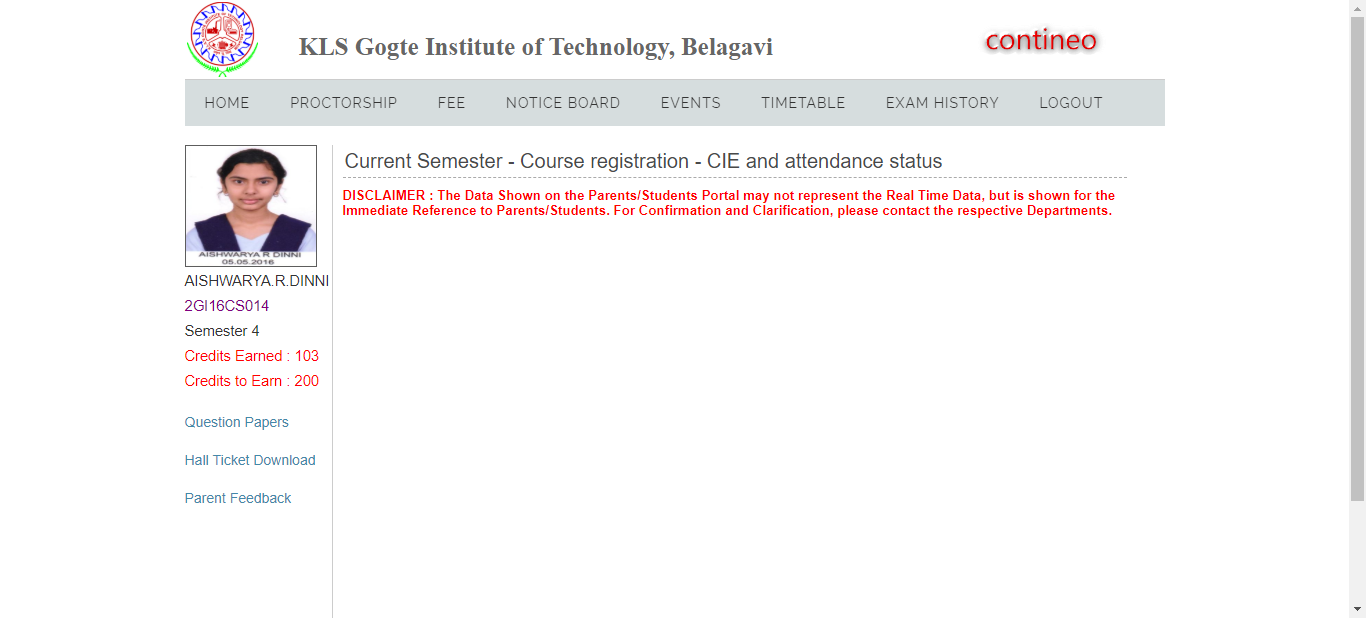 KLS Gogte Institute of Technology, Belagavi
contineo
HOME PROCTORSHIP FEE NOTICE BOARD EVENTS TIMETABLE EXAM HISTORY LOGOUT
AISHWARYA R DINNI
05.05.2016
AISHWARYA.R.DINNI
2GI16CS014
Semester 4
Credits Earned : 103
Credits to Earn : 200
Question Papers
Hall Ticket Download
Parent Feedback
Current Semester - Course registration - CIE and attendance status
DISCLAIMER : The Data Shown on the Parents/Students Portal may not represent the Real Time Data, but is shown for the
Immediate Reference to Parents/Students. For Confirmation and Clarification, please contact the respective Departments.